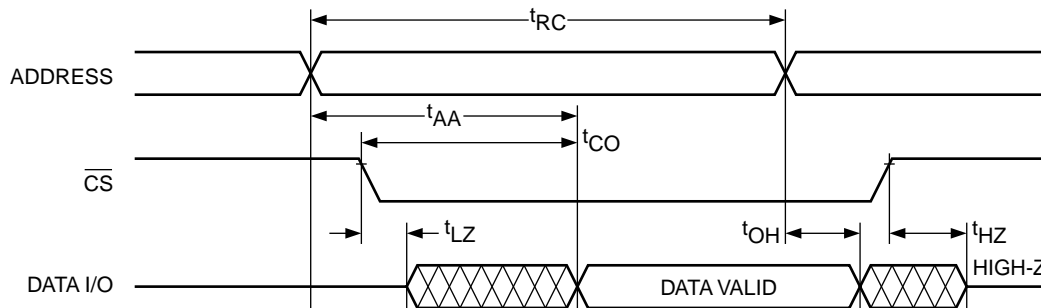 tRC
ADDRESS
tAA
tCO
CS
tLZ
tOH
tHZ
DATA I/O
DATA VALID
HIGH-Z